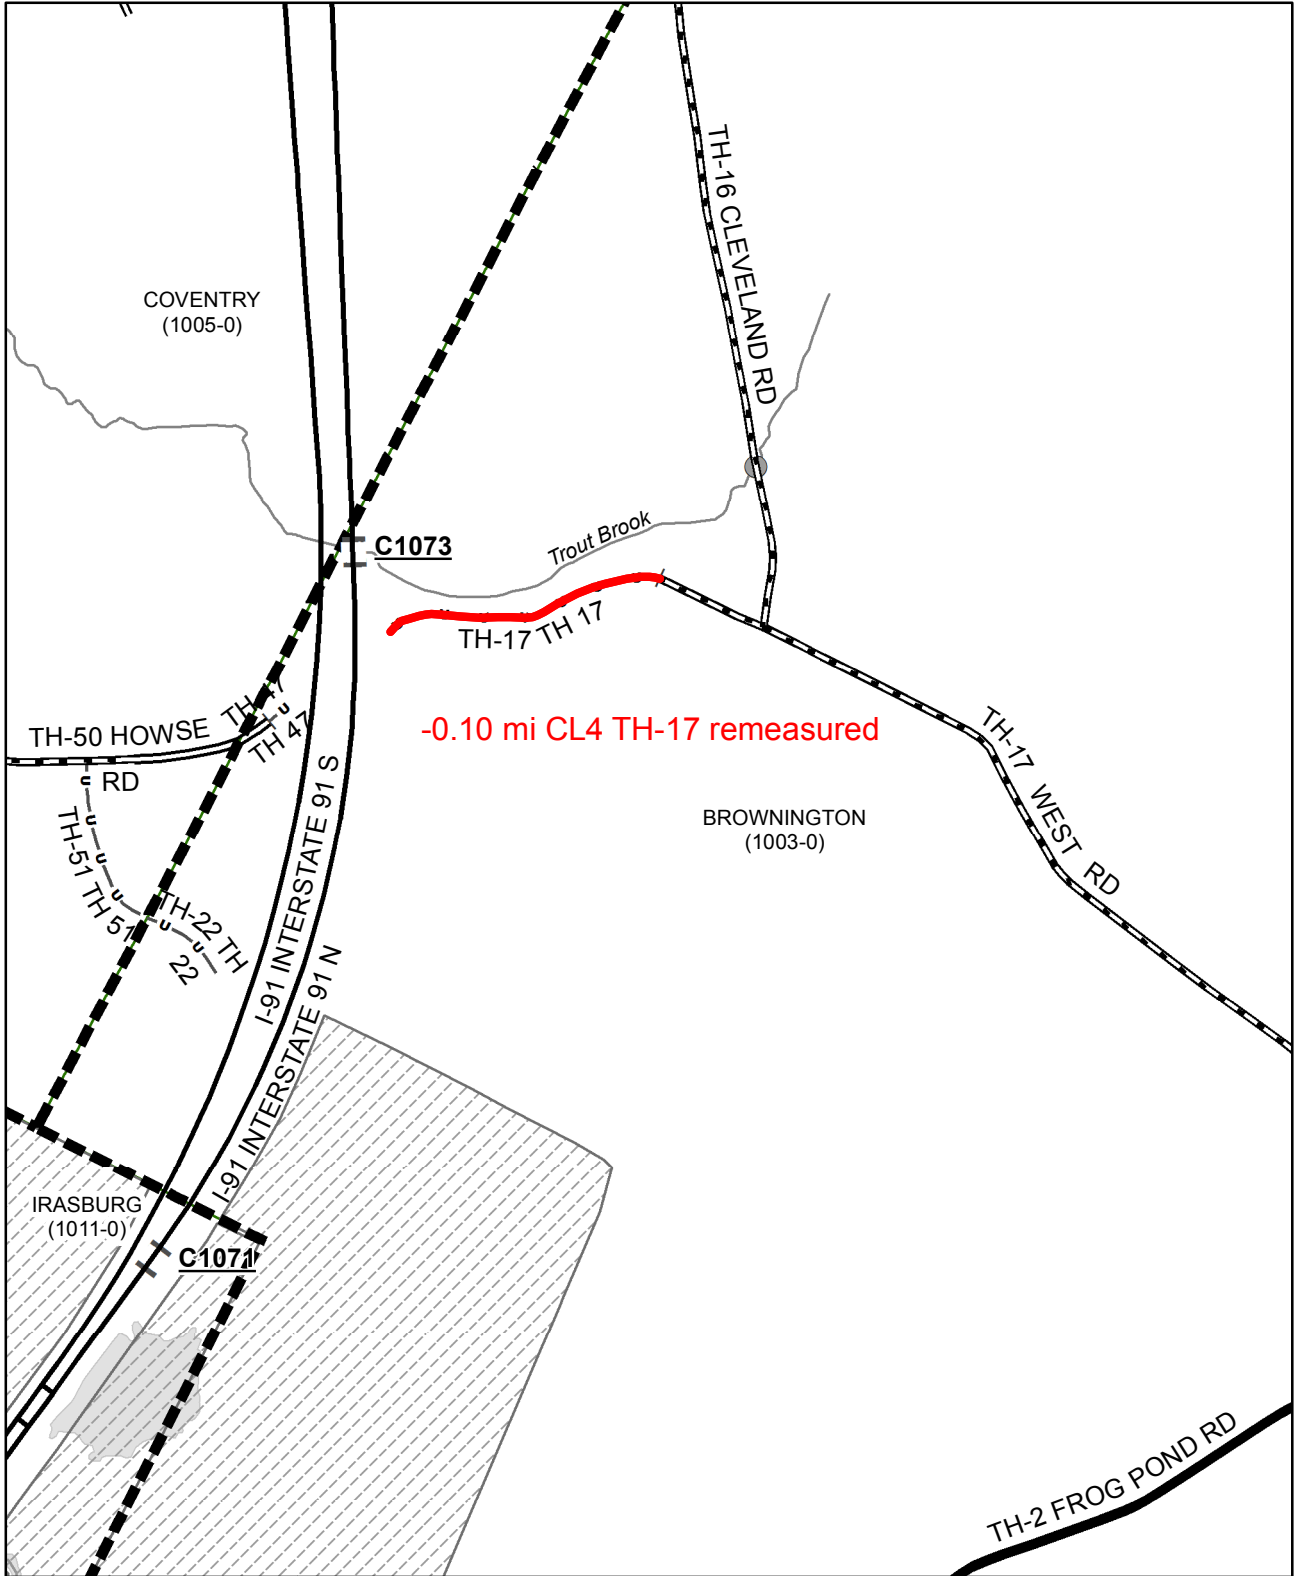 TH-16 CLEVELAND RD
COVENTRY
(1005-0)
Trout Brook
C1073
TH-17 TH 17
TH-47
TH 47
TH-50 HOWSE
RD
-0.10 mi CL4 TH-17 remeasured
TH-17 WEST RD
BROWNINGTON
(1003-0)
I-91 INTERSTATE 91 S
TH-51 TH 51
TH-22 TH
22
I-91 INTERSTATE 91 N
IRASBURG
(1011-0)
C1071
TH-2 FROG POND RD